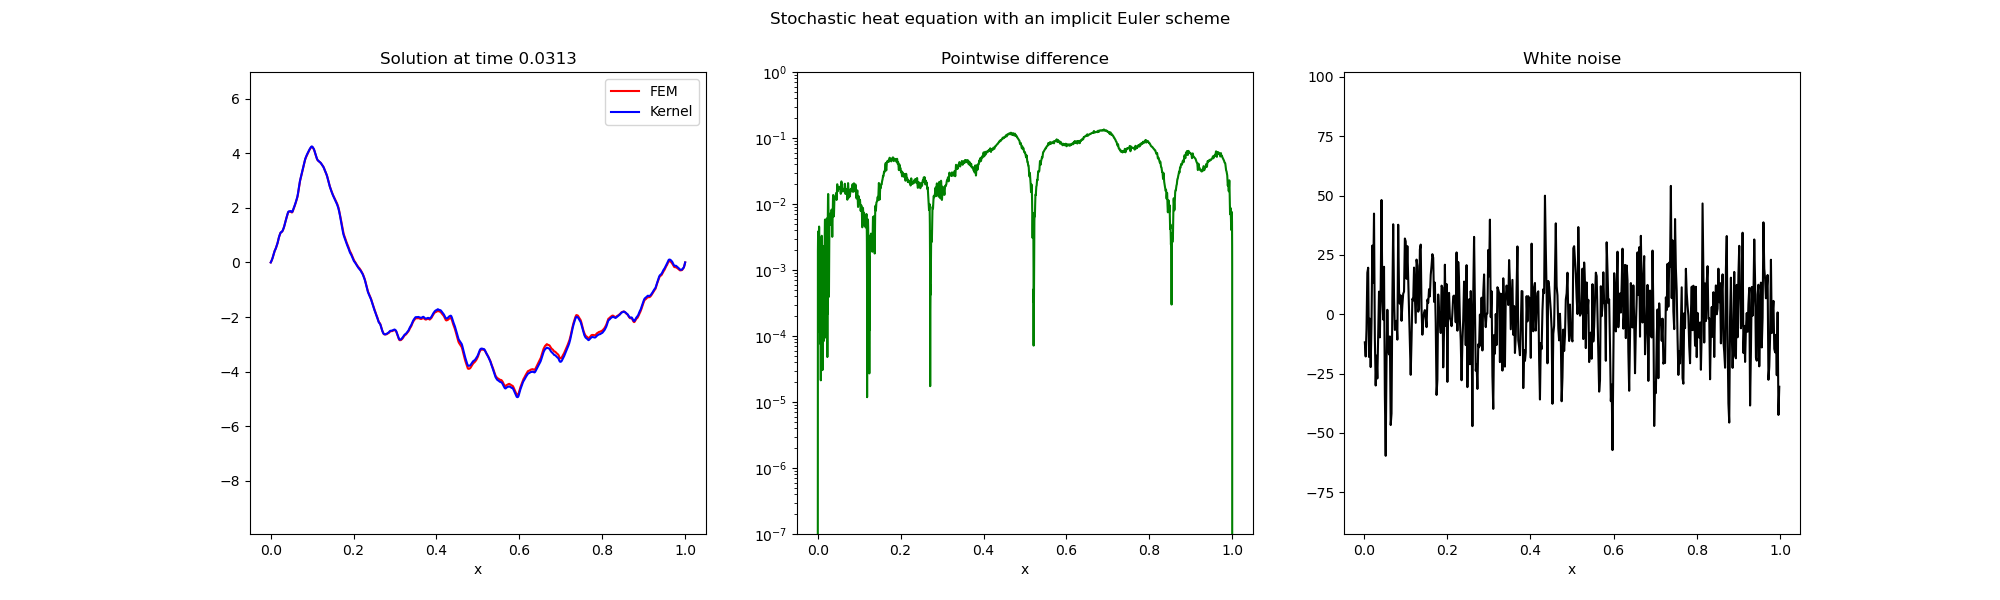 Stochastic heat equation with an implicit Euler scheme
Solution at time 0.0313
FEM
Kernel
6
4
2
0
−2
−4
−6
−8
0.0 0.2 0.4 0.6 0.8 1.0
x
Pointwise difference
10⁰
10⁻¹
10⁻²
10⁻³
10⁻⁴
10⁻⁵
10⁻⁶
10⁻⁷
0.0 0.2 0.4 0.6 0.8 1.0
x
White noise
100
75
50
25
0
−25
−50
−75
0.0 0.2 0.4 0.6 0.8 1.0
x